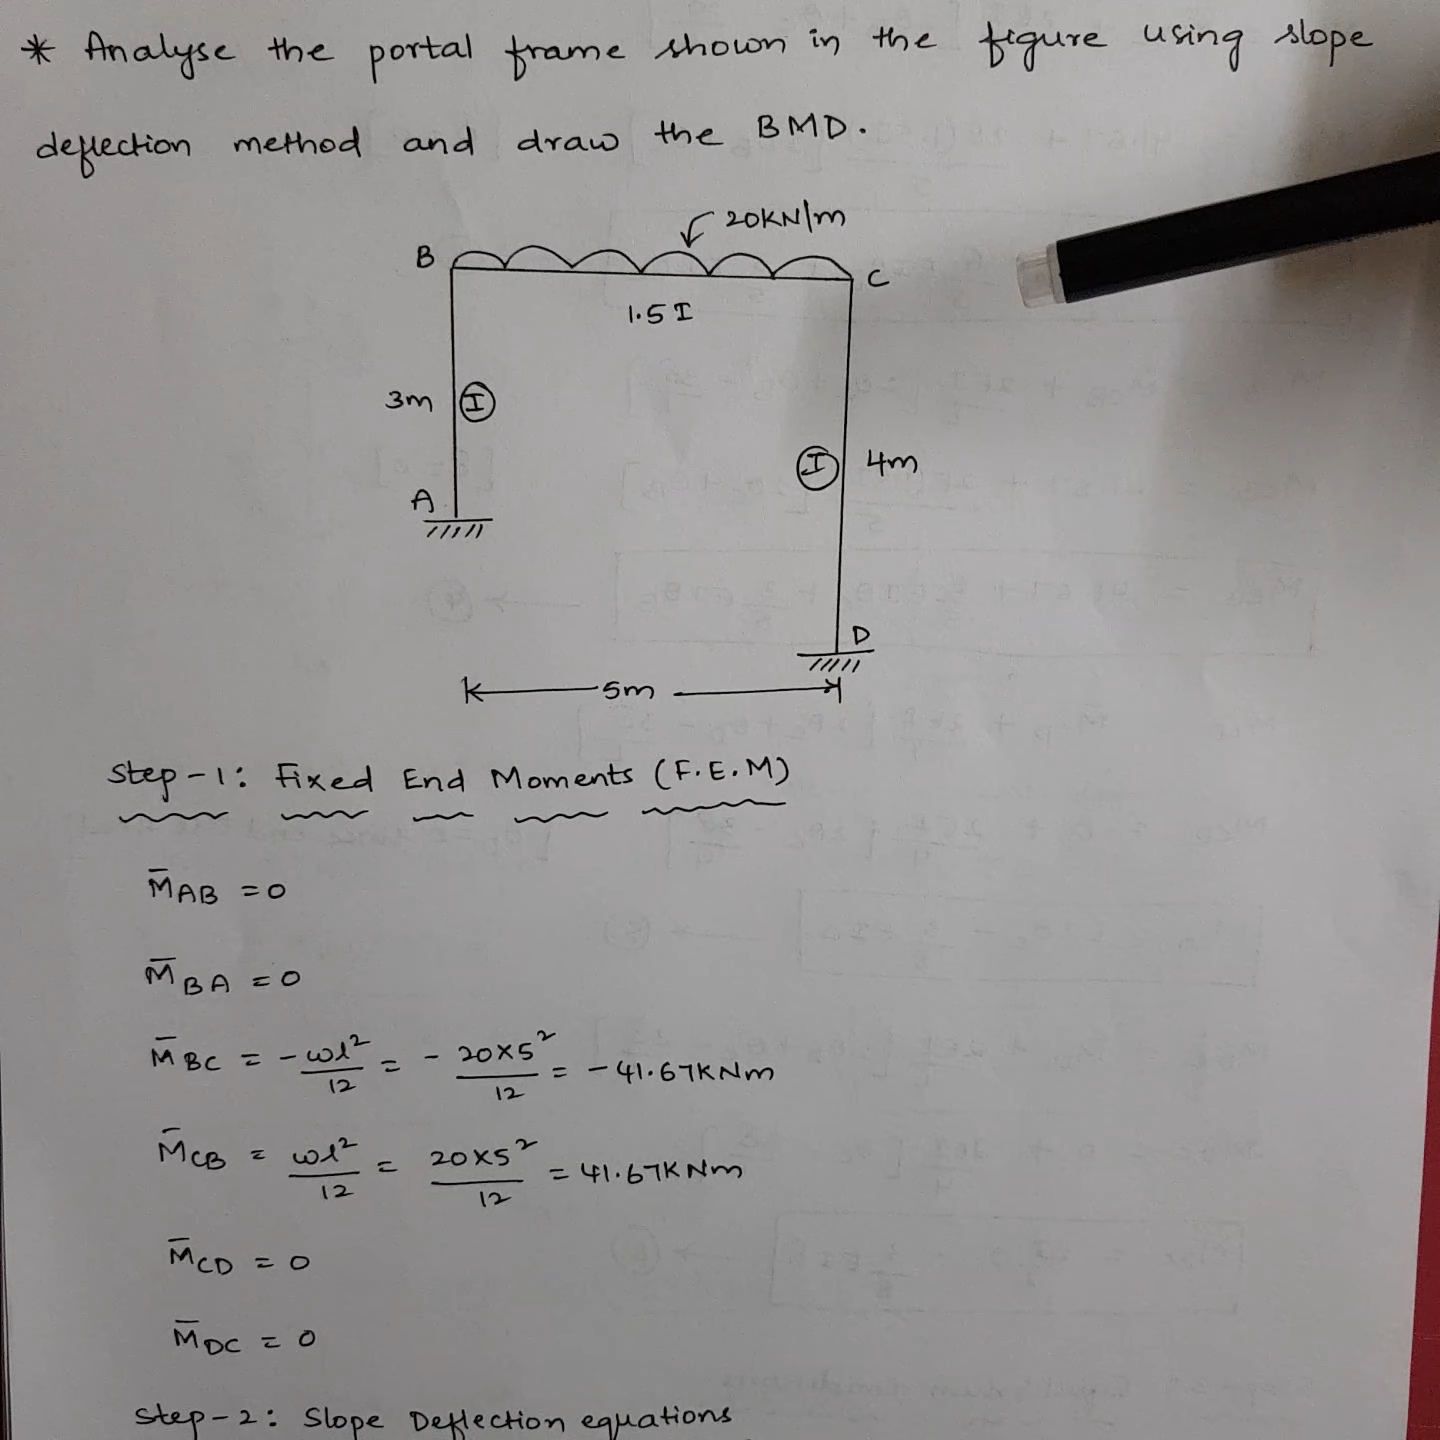 * Analyse the portal frame shown in the figure using slope
deflection method and draw the BMD.
20KN/m
B
C
1.5 I
3m
I
I
4m
A
D
5m
Step-1: Fixed End Moments (F.E.M)
M̅AB = 0
M̅BA = 0
M̅BC = -wl²/12 = - 20×5²/12 = - 41.67KNm
M̅CB = wl²/12 = 20×5²/12 = 41.67KNm
M̅CD = 0
M̅DC = 0
Step-2: Slope Deflection equations